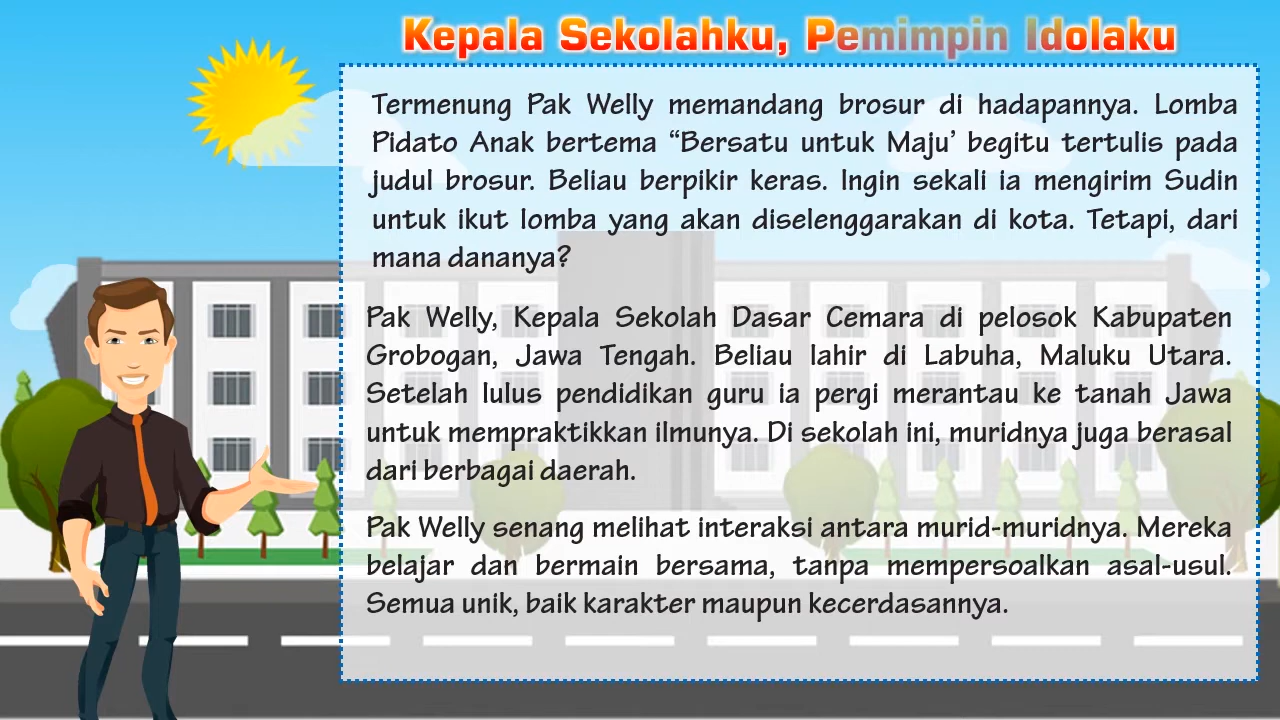 Kepala Sekolahku, Pemimpin Idolaku
Termenung Pak Welly memandang brosur di hadapannya. Lomba
Pidato Anak bertema “Bersatu untuk Maju’ begitu tertulis pada
judul brosur. Beliau berpikir keras. Ingin sekali ia mengirim Sudin
untuk ikut lomba yang akan diselenggarakan di kota. Tetapi, dari
mana dananya?
Pak Welly, Kepala Sekolah Dasar Cemara di pelosok Kabupaten
Grobogan, Jawa Tengah. Beliau lahir di Labuha, Maluku Utara.
Setelah lulus pendidikan guru ia pergi merantau ke tanah Jawa
untuk mempraktikkan ilmunya. Di sekolah ini, muridnya juga berasal
dari berbagai daerah.
Pak Welly senang melihat interaksi antara murid-muridnya. Mereka
belajar dan bermain bersama, tanpa mempersoalkan asal-usul.
Semua unik, baik karakter maupun kecerdasannya.